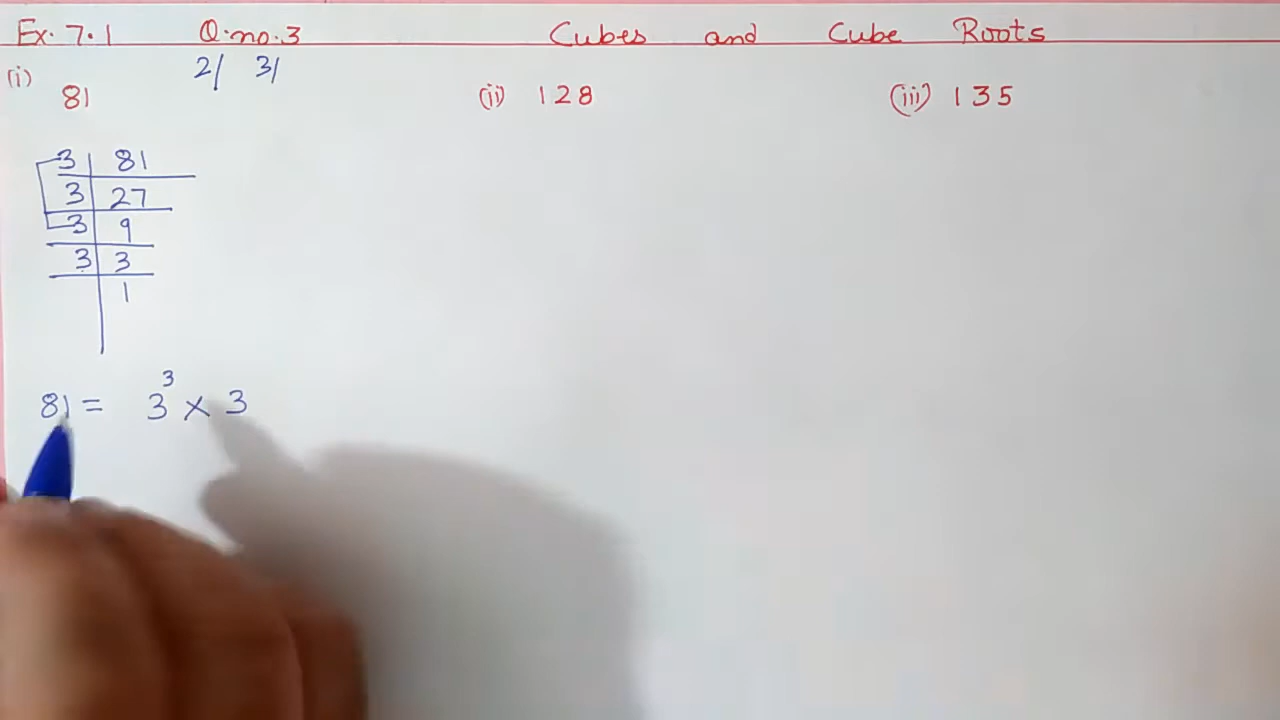 Ex. 7.1 Q.no.3 Cubes and Cube Roots
2/ 3/
(i) 81 (ii) 128 (iii) 135
3 | 81
3 | 27
3 | 9
3 | 3
1
81 = 3³ × 3